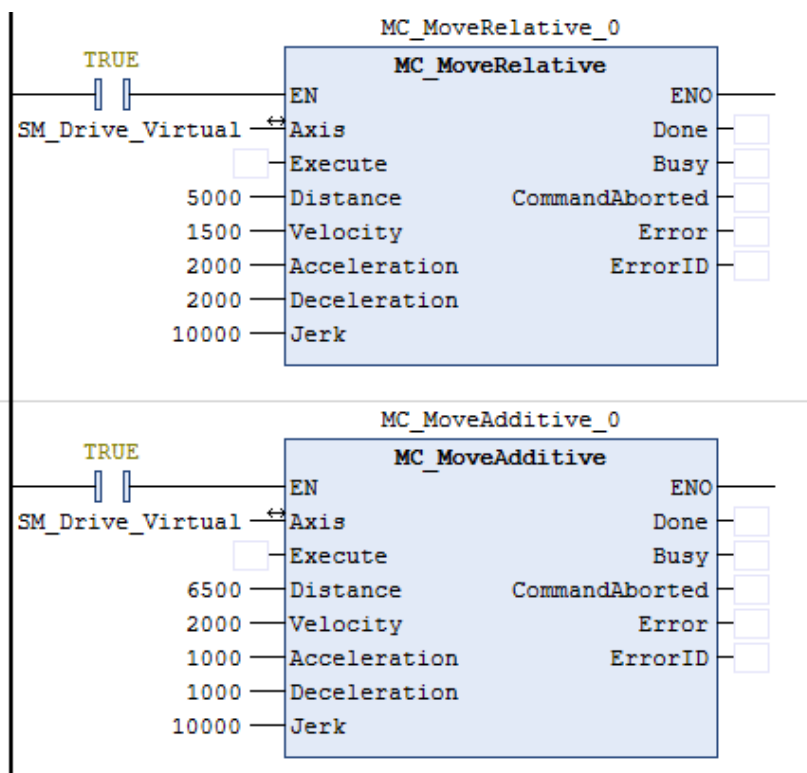 MC_MoveRelative_0
TRUE
MC_MoveRelative
EN ENO
SM_Drive_Virtual Axis Done
Execute Busy
5000 Distance CommandAborted
1500 Velocity Error
2000 Acceleration ErrorID
2000 Deceleration
10000 Jerk
MC_MoveAdditive_0
TRUE
MC_MoveAdditive
EN ENO
SM_Drive_Virtual Axis Done
Execute Busy
6500 Distance CommandAborted
2000 Velocity Error
1000 Acceleration ErrorID
1000 Deceleration
10000 Jerk